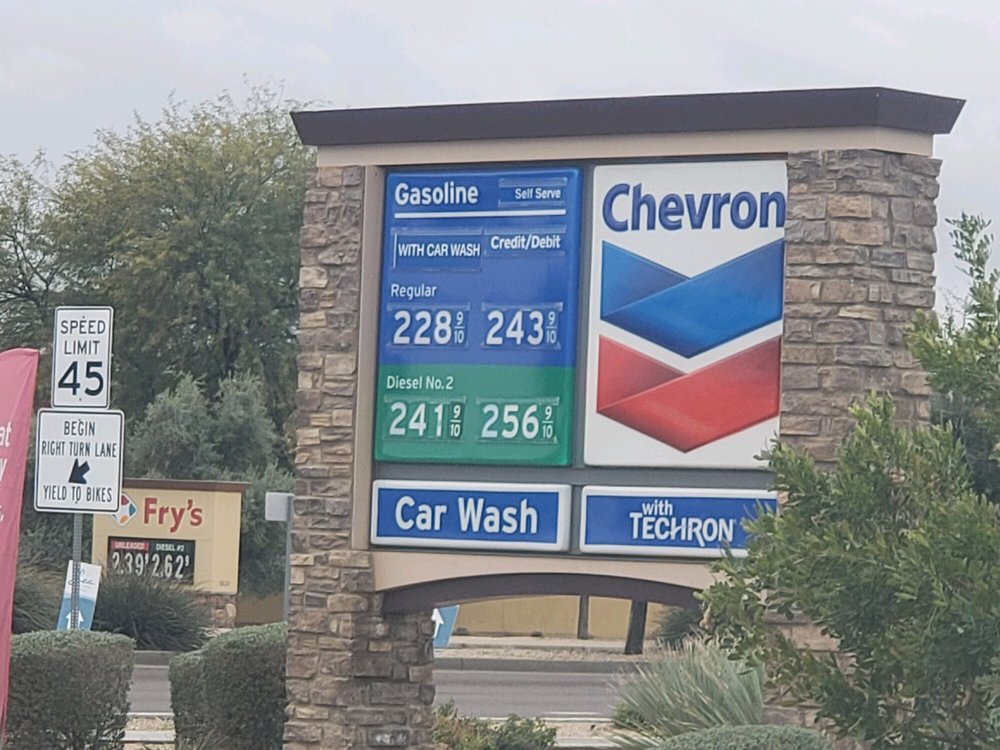 Gasoline Self Serve
WITH CAR WASH Credit/Debit
Regular
228 9/10 243 9/10
Diesel No.2
241 9/10 256 9/10
Chevron
Car Wash
with
TECHRON
SPEED
LIMIT
45
BEGIN
RIGHT TURN LANE
YIELD TO BIKES
Fry's
UNLEADED DIESEL #2
2.39⁹ 2.62⁹